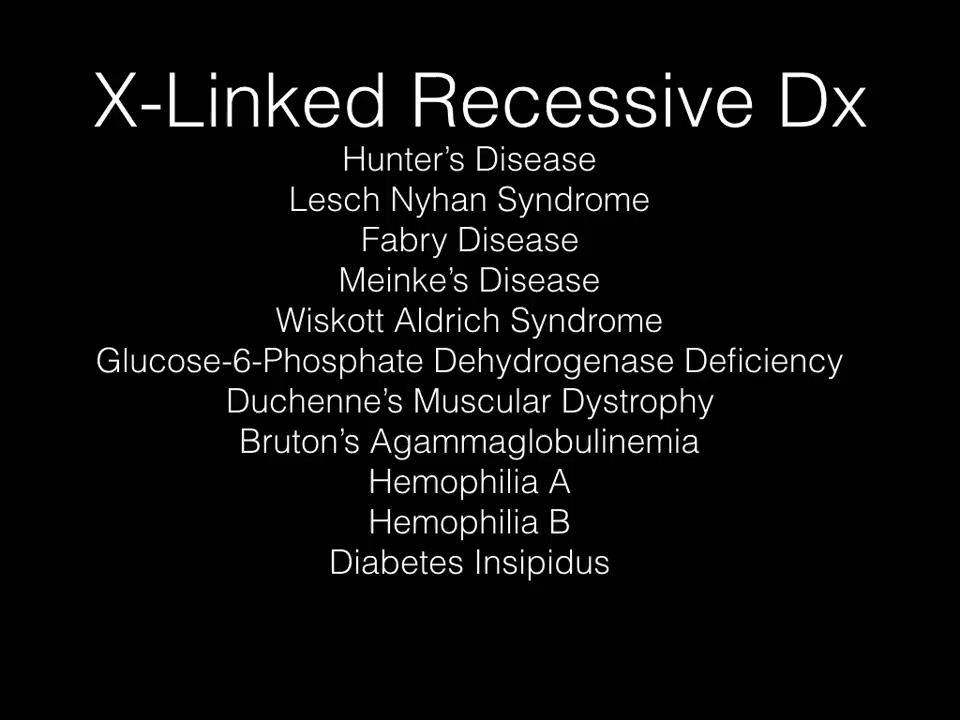 X-Linked Recessive Dx
Hunter’s Disease
Lesch Nyhan Syndrome
Fabry Disease
Meinke’s Disease
Wiskott Aldrich Syndrome
Glucose-6-Phosphate Dehydrogenase Deficiency
Duchenne’s Muscular Dystrophy
Bruton’s Agammaglobulinemia
Hemophilia A
Hemophilia B
Diabetes Insipidus